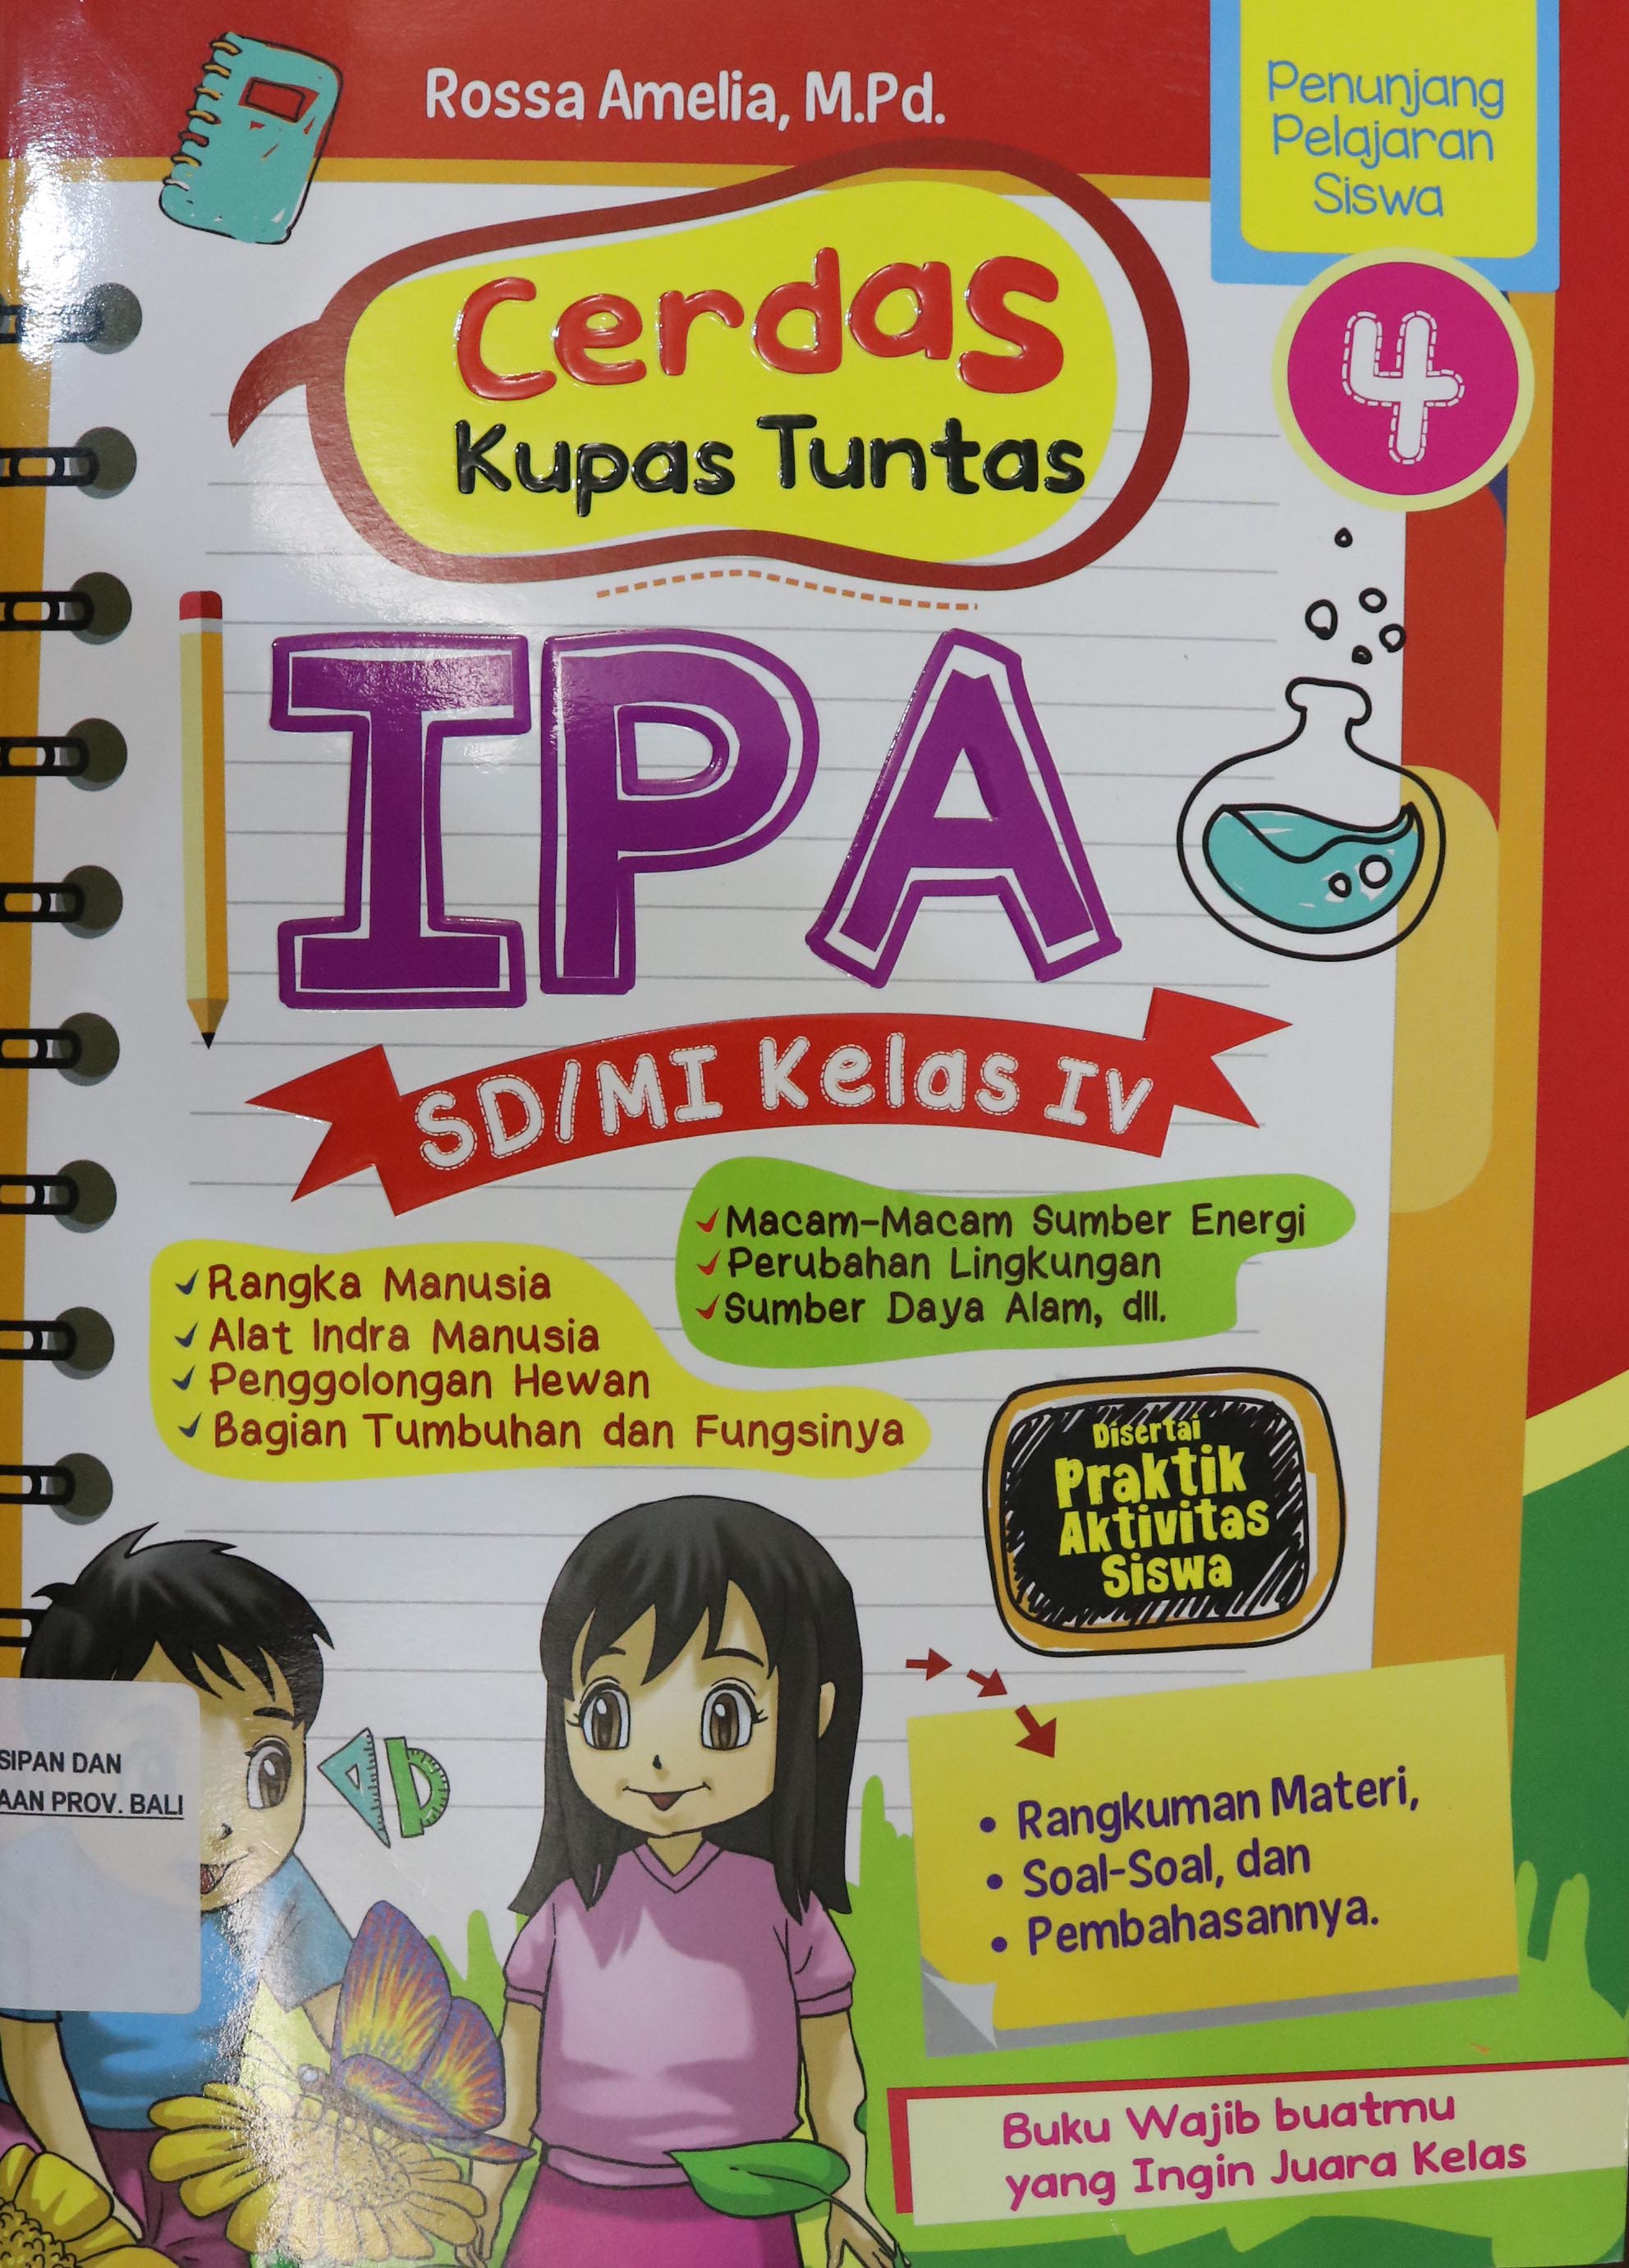 Rossa Amelia, M.Pd.
Penunjang
Pelajaran
Siswa
4
Cerdas
Kupas Tuntas
IPA
SD/MI Kelas IV
Macam-Macam Sumber Energi
Perubahan Lingkungan
Sumber Daya Alam, dll.
Rangka Manusia
Alat Indra Manusia
Penggolongan Hewan
Bagian Tumbuhan dan Fungsinya
Disertai
Praktik
Aktivitas
Siswa
• Rangkuman Materi,
• Soal-Soal, dan
• Pembahasannya.
SIPAN DAN
AAN PROV. BALI
Buku Wajib buatmu
yang Ingin Juara Kelas